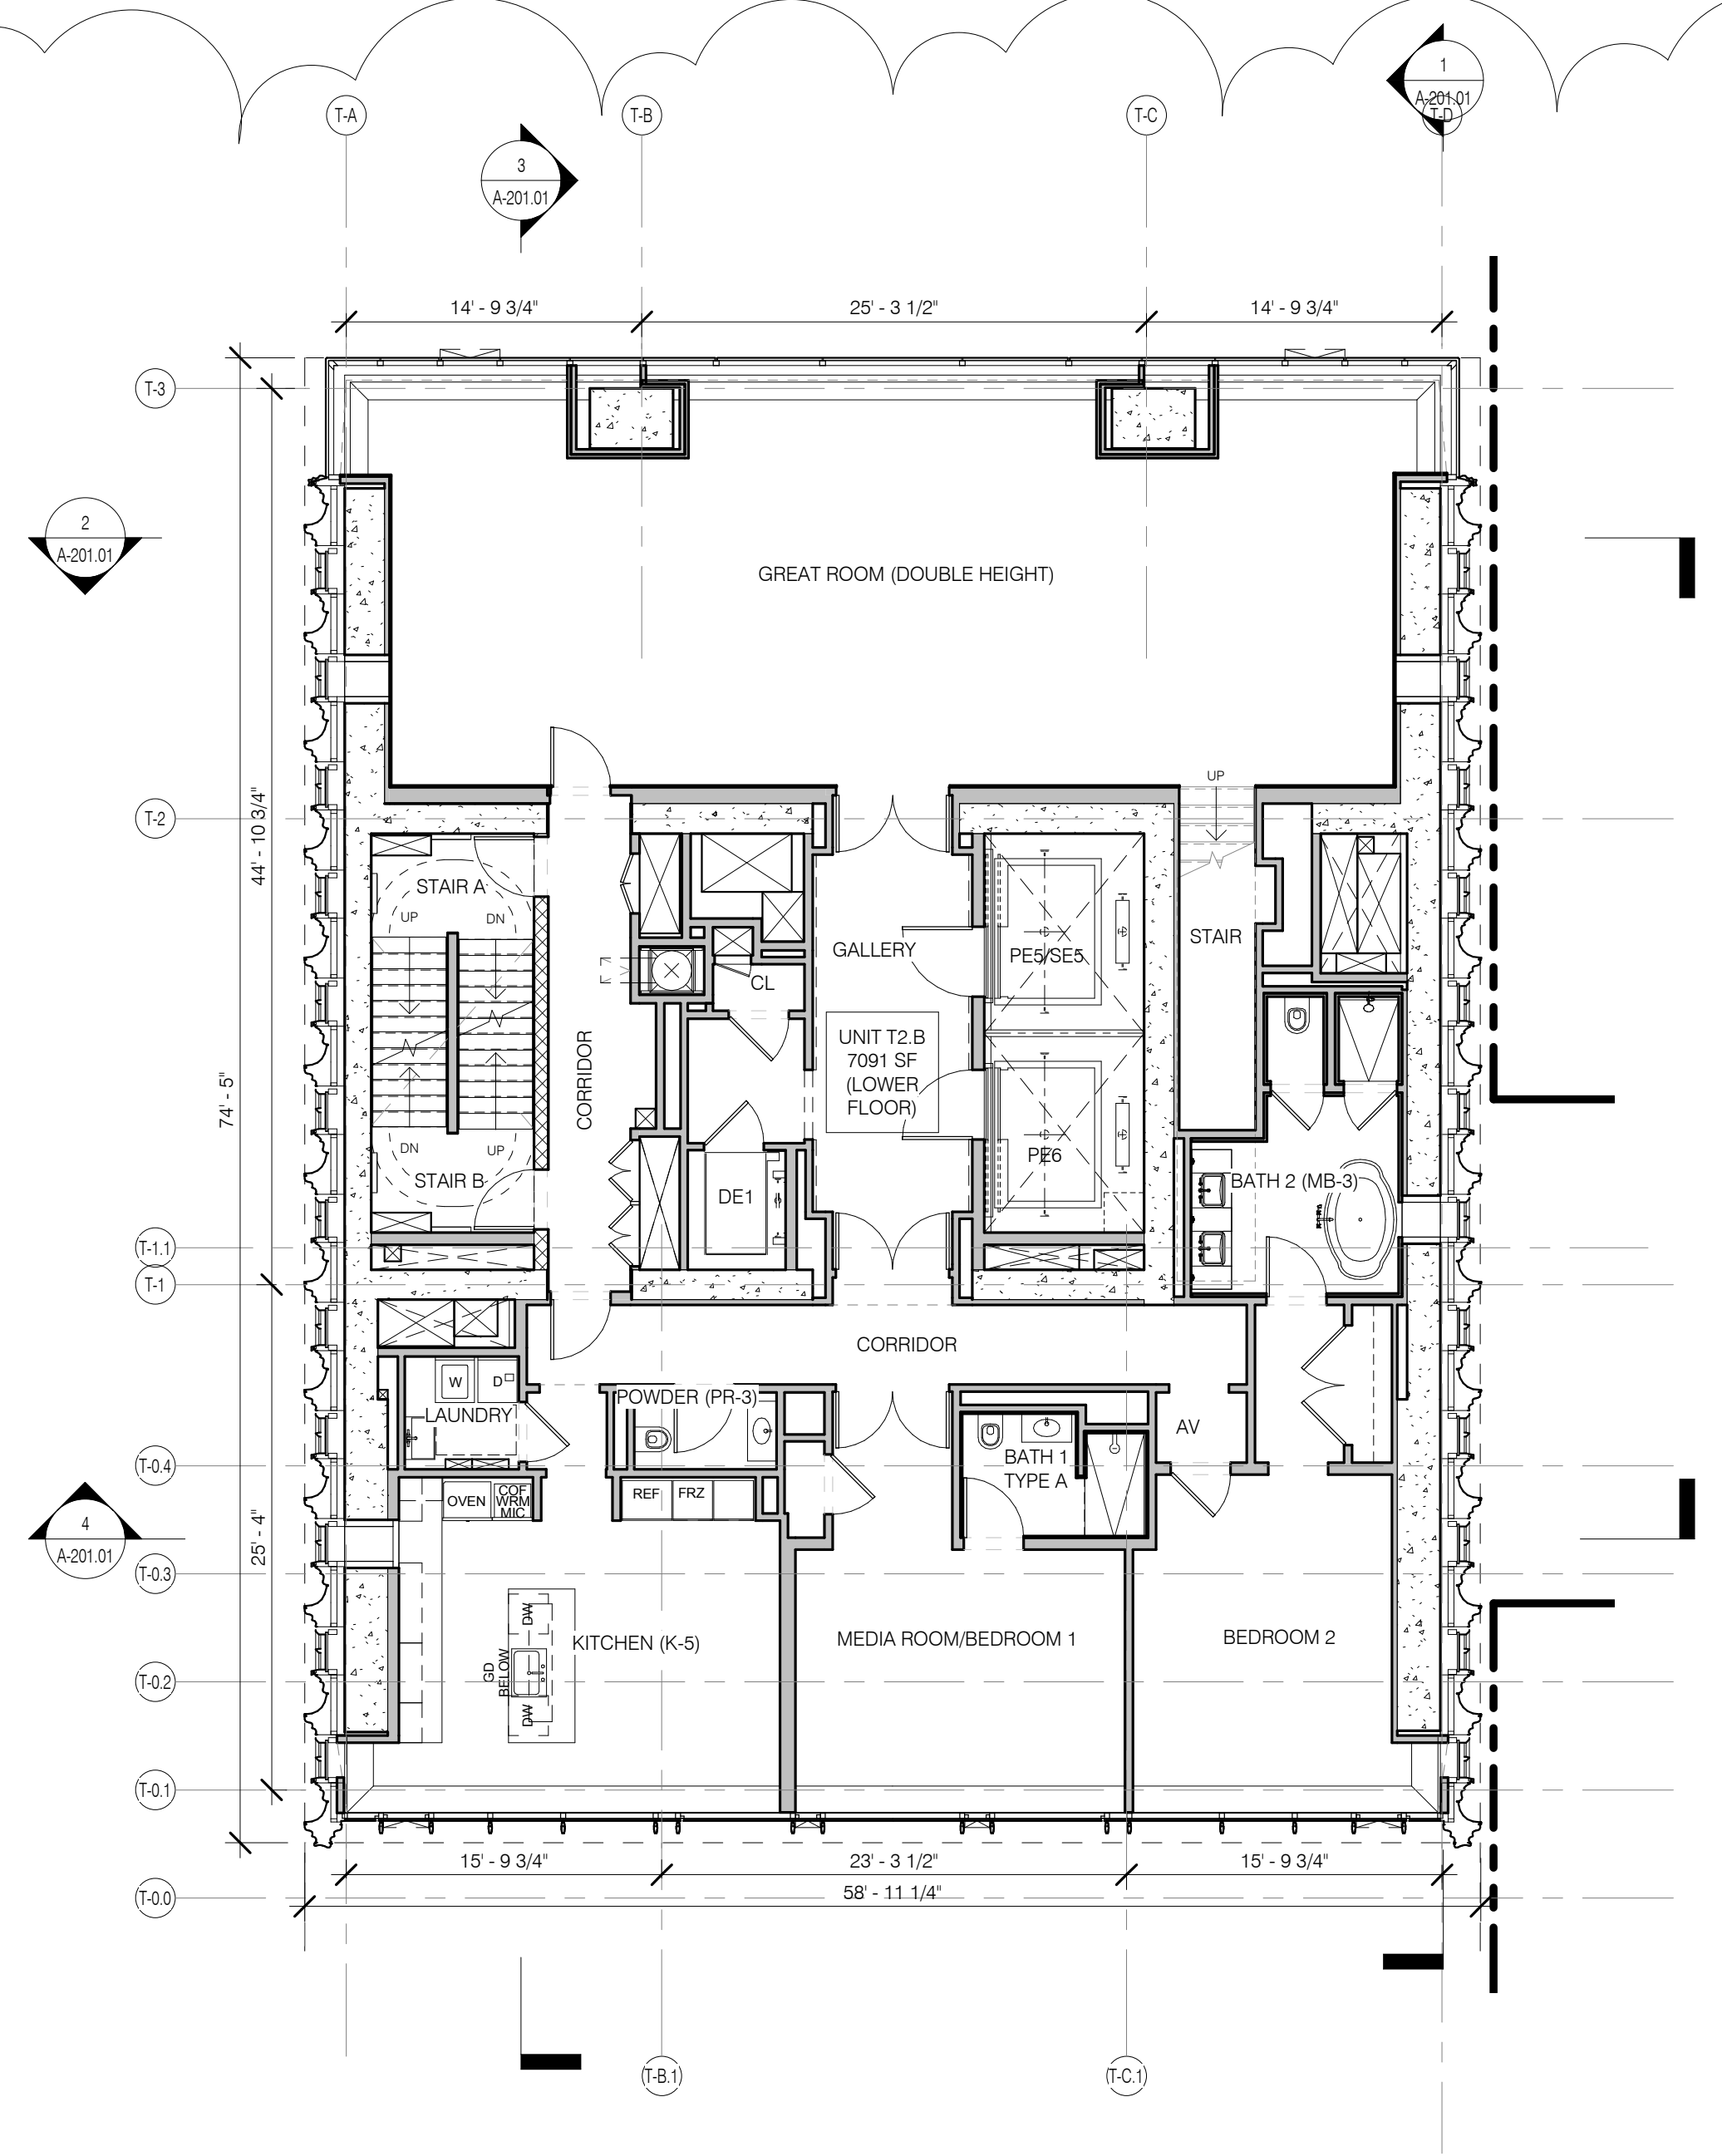 1
A-201.01
T-A
T-B
T-C
T-D
3
A-201.01
14' - 9 3/4"
25' - 3 1/2"
14' - 9 3/4"
T-3
2
A-201.01
GREAT ROOM (DOUBLE HEIGHT)
44' - 10 3/4"
74' - 5"
25' - 4"
UP
T-2
STAIR A
UP
DN
GALLERY
PE5/SE5
STAIR
CL
CORRIDOR
UNIT T2.B
7091 SF
(LOWER
FLOOR)
DN
UP
STAIR B
DE1
PE6
BATH 2 (MB-3)
T-1.1
T-1
CORRIDOR
W
D
POWDER (PR-3)
LAUNDRY
AV
T-0.4
BATH 1
TYPE A
OVEN
COF
WRM
MIC
REF
FRZ
4
A-201.01
T-0.3
DW
KITCHEN (K-5)
MEDIA ROOM/BEDROOM 1
BEDROOM 2
GD
BELOW
T-0.2
DW
T-0.1
15' - 9 3/4"
23' - 3 1/2"
15' - 9 3/4"
58' - 11 1/4"
T-0.0
T-B.1
T-C.1